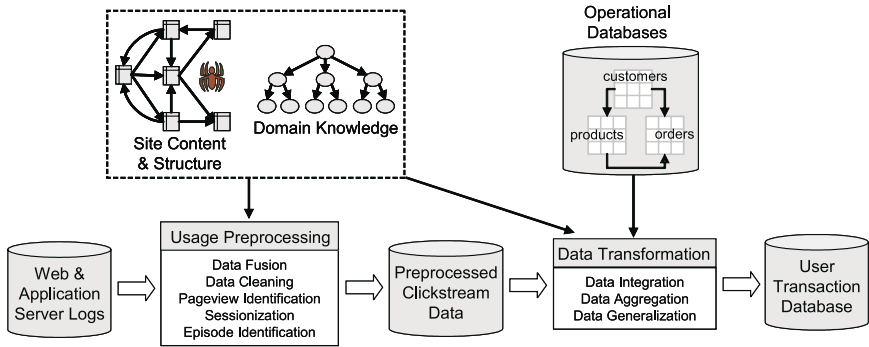 Operational
Databases
customers
products
orders
Site Content
& Structure
Domain Knowledge
Web &
Application
Server Logs
Usage Preprocessing
Data Fusion
Data Cleaning
Pageview Identification
Sessionization
Episode Identification
Preprocessed
Clickstream
Data
Data Transformation
Data Integration
Data Aggregation
Data Generalization
User
Transaction
Database